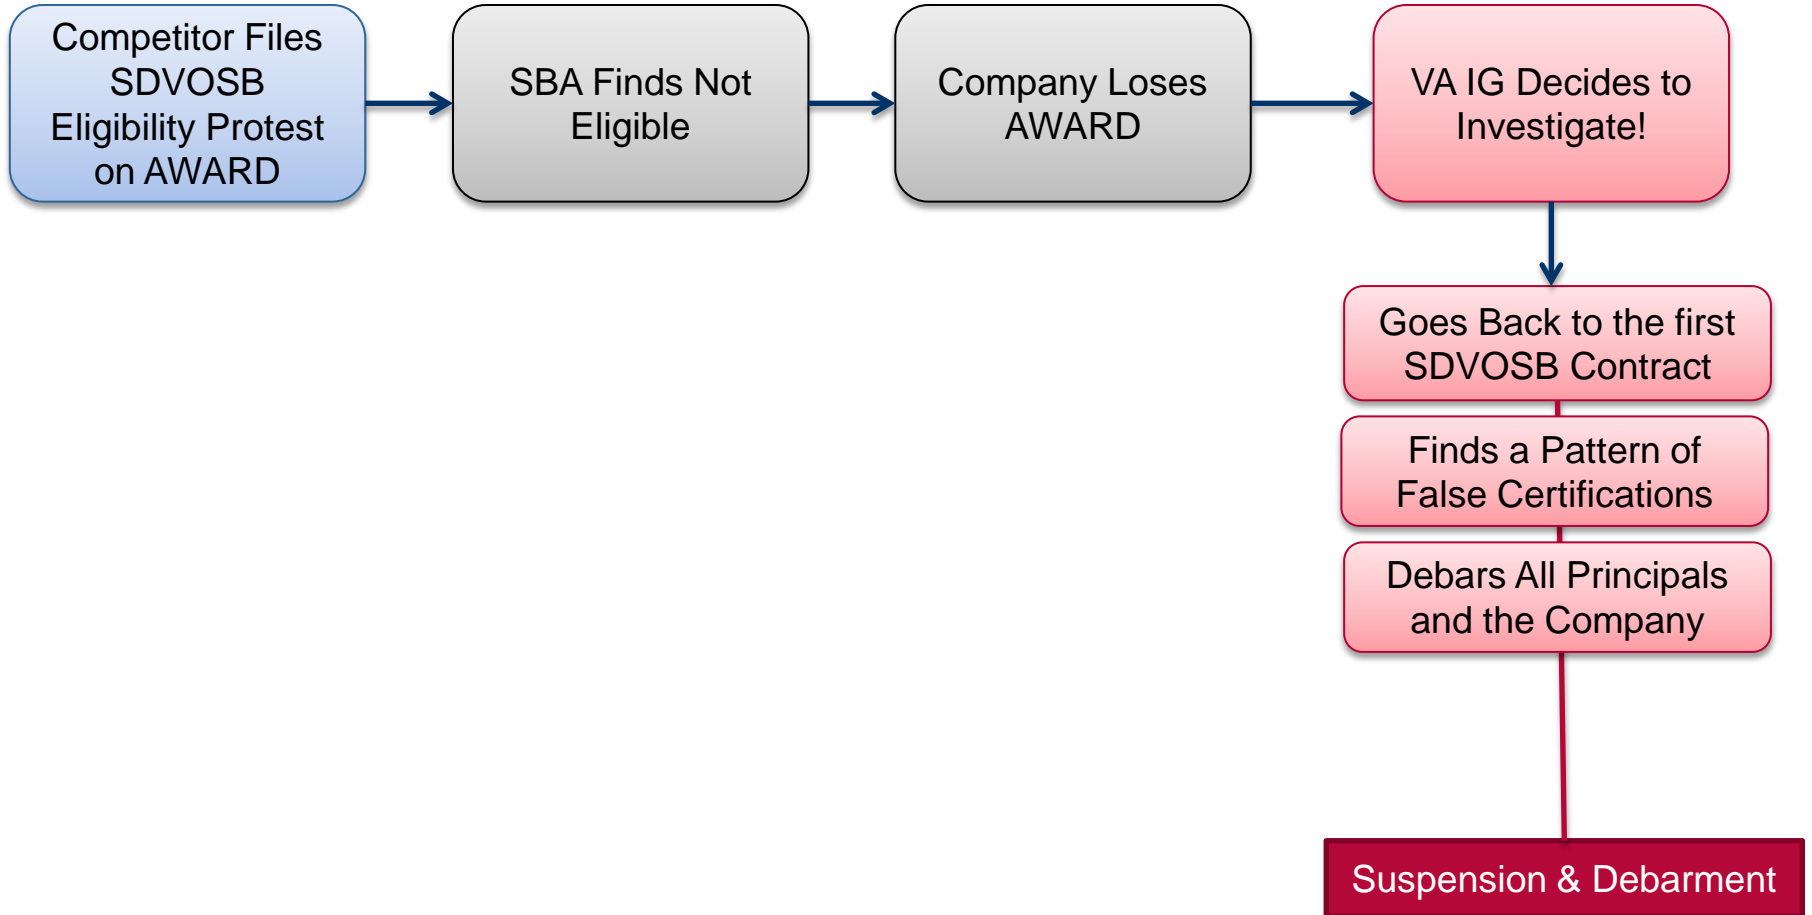 Competitor Files
SDVOSB
Eligibility Protest
on AWARD
SBA Finds Not
Eligible
Company Loses
AWARD
VA IG Decides to
Investigate!
Goes Back to the first
SDVOSB Contract
Finds a Pattern of
False Certifications
Debars All Principals
and the Company
Suspension & Debarment